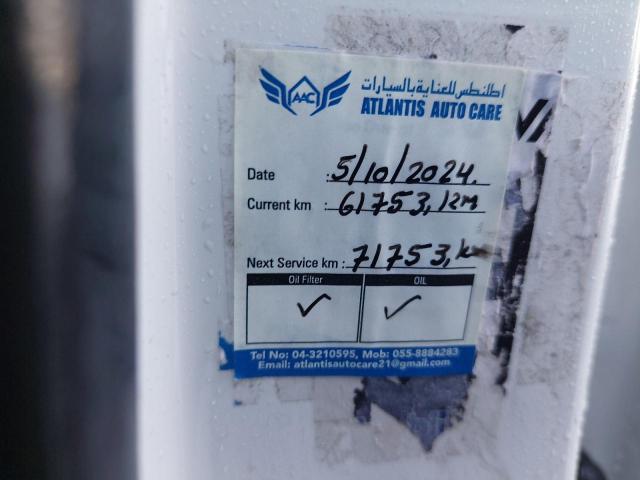 اطلنطس للعناية بالسيارات
AAC
ATLANTIS AUTO CARE
Date : 5/10/2024.
Current km : 61753, km
Next Service km : 71753, km
Oil Filter OIL
✓ ✓
Tel No: 04-3210595, Mob: 055-8884283
Email: atlantisautocare21@gmail.com